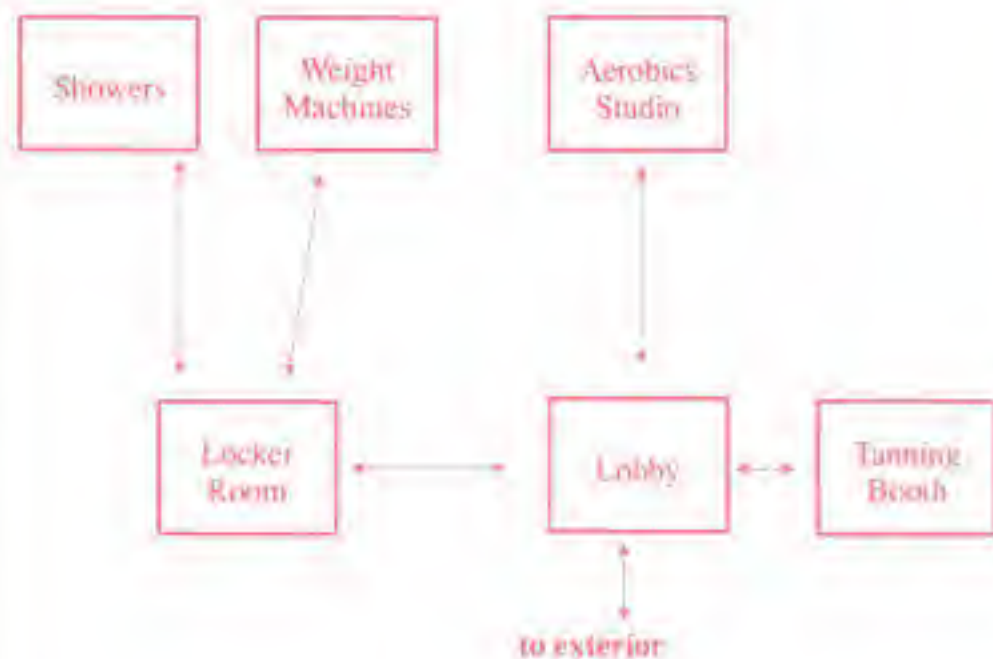 Showers
Weight
Machines
Aerobics
Studio
Locker
Room
Lobby
Tanning
Booth
to exterior